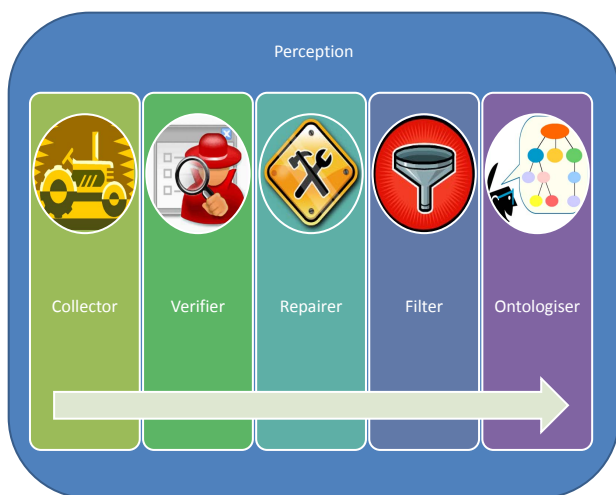 Perception
Collector
Verifier
Repairer
Filter
Ontologiser